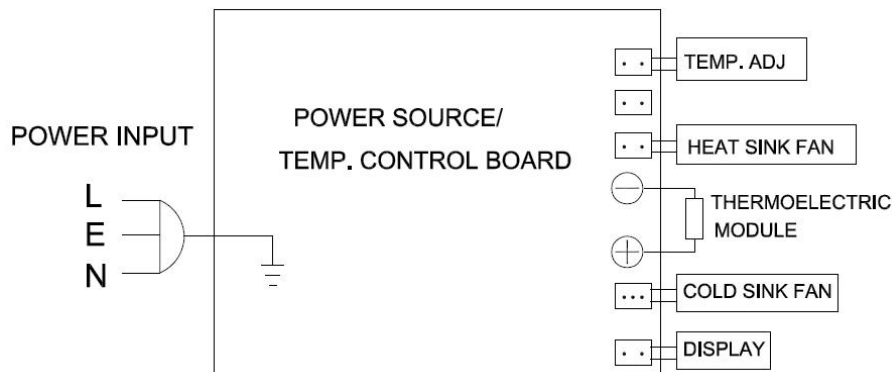 POWER INPUT
L
E
N
POWER SOURCE/
TEMP. CONTROL BOARD
TEMP. ADJ
HEAT SINK FAN
THERMOELECTRIC
MODULE
COLD SINK FAN
DISPLAY